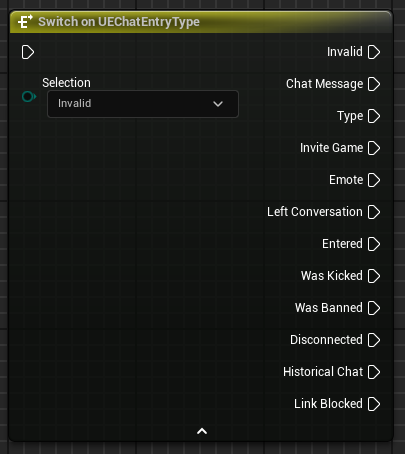 Switch on UEChatEntryType
Invalid
Selection
Invalid
Chat Message
Type
Invite Game
Emote
Left Conversation
Entered
Was Kicked
Was Banned
Disconnected
Historical Chat
Link Blocked